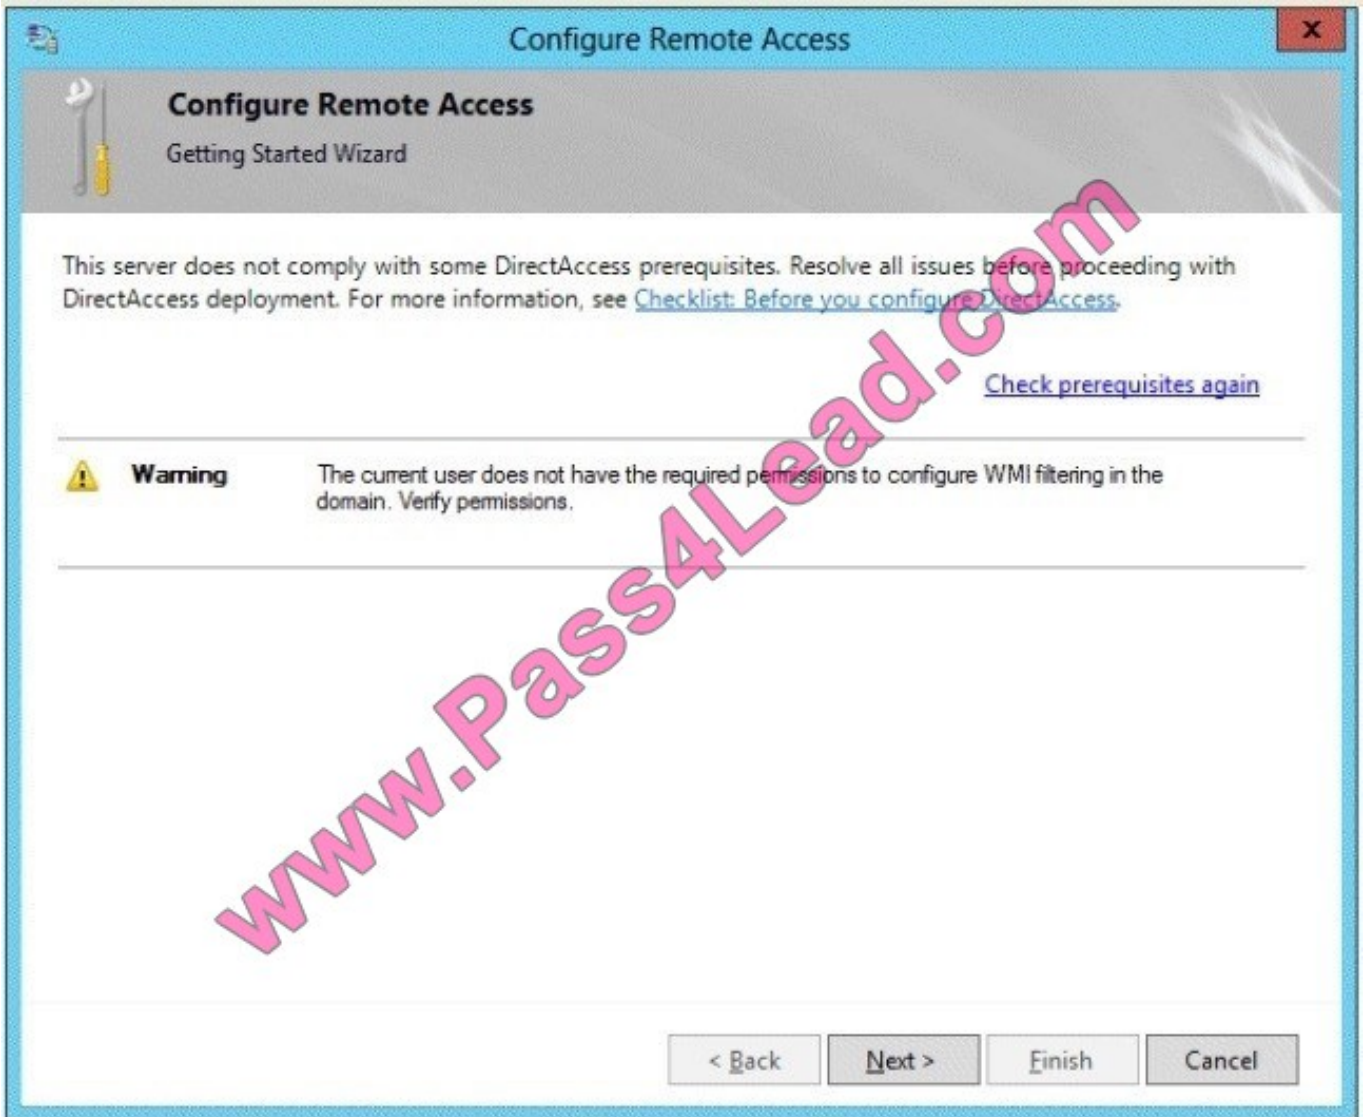 Configure Remote Access
x
Configure Remote Access
Getting Started Wizard
This server does not comply with some DirectAccess prerequisites. Resolve all issues before proceeding with
DirectAccess deployment. For more information, see Checklist: Before you configure DirectAccess.
Check prerequisites again
Warning The current user does not have the required permissions to configure WMI filtering in the
domain. Verify permissions.
www.Pass4Lead.com
< Back Next > Finish Cancel